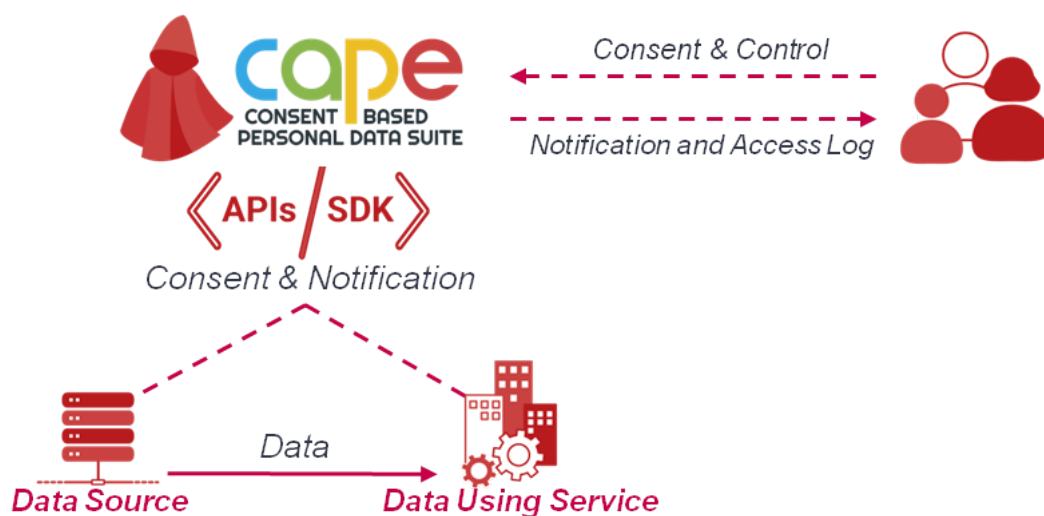 cape
CONSENT BASED
PERSONAL DATA SUITE
Consent & Control
Notification and Access Log
APIs / SDK
Consent & Notification
Data
Data Source
Data Using Service